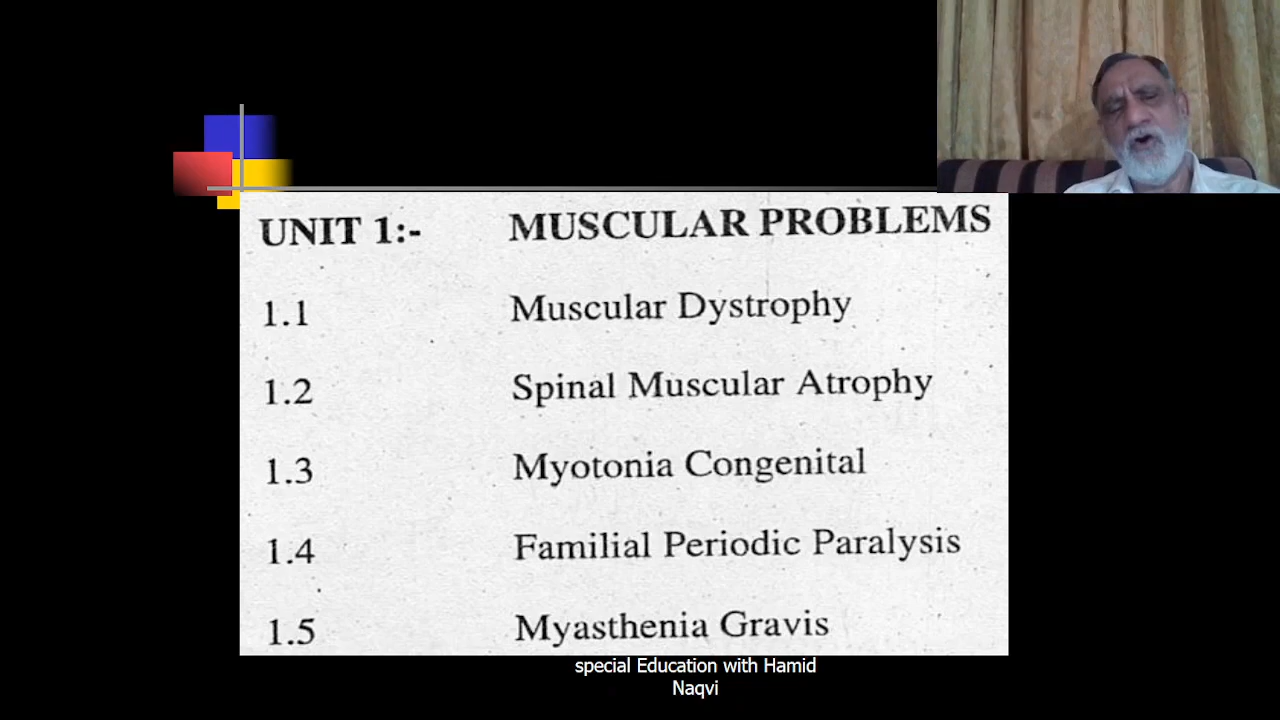 UNIT 1:- MUSCULAR PROBLEMS
1.1 Muscular Dystrophy
1.2 Spinal Muscular Atrophy
1.3 Myotonia Congenital
1.4 Familial Periodic Paralysis
1.5 Myasthenia Gravis
special Education with Hamid
Naqvi